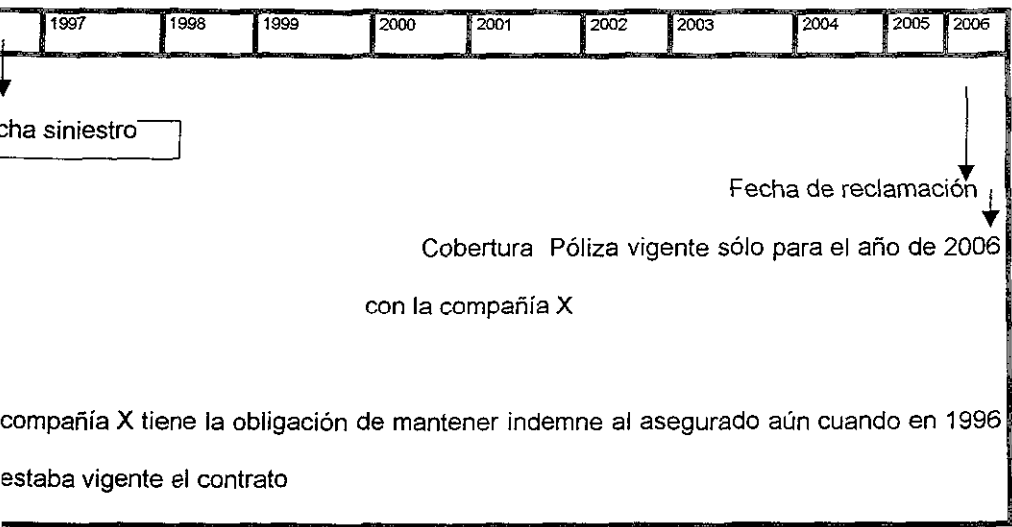 1997 1998 1999 2000 2001 2002 2003 2004 2005 2006
cha siniestro
Fecha de reclamación
Cobertura Póliza vigente sólo para el año de 2006
con la compañía X
compañía X tiene la obligación de mantener indemne al asegurado aún cuando en 1996
estaba vigente el contrato